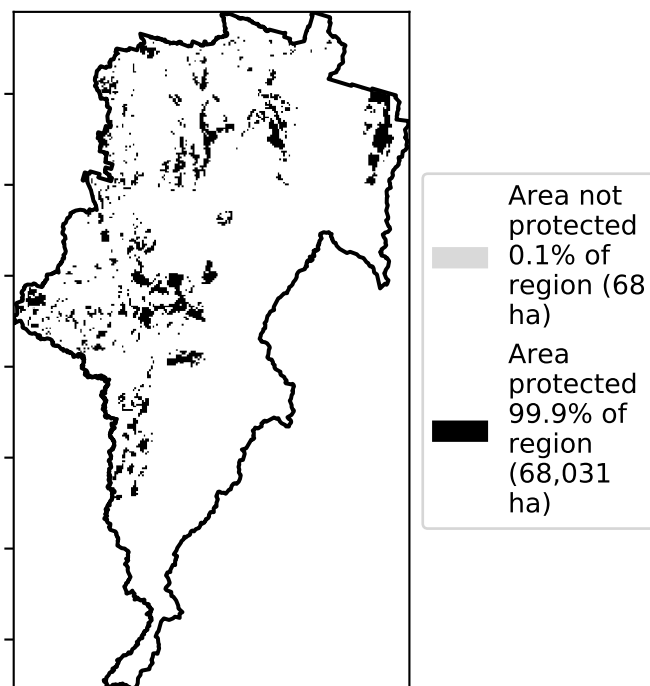 Area not
protected
0.1% of
region (68
ha)
Area
protected
99.9% of
region
(68,031
ha)